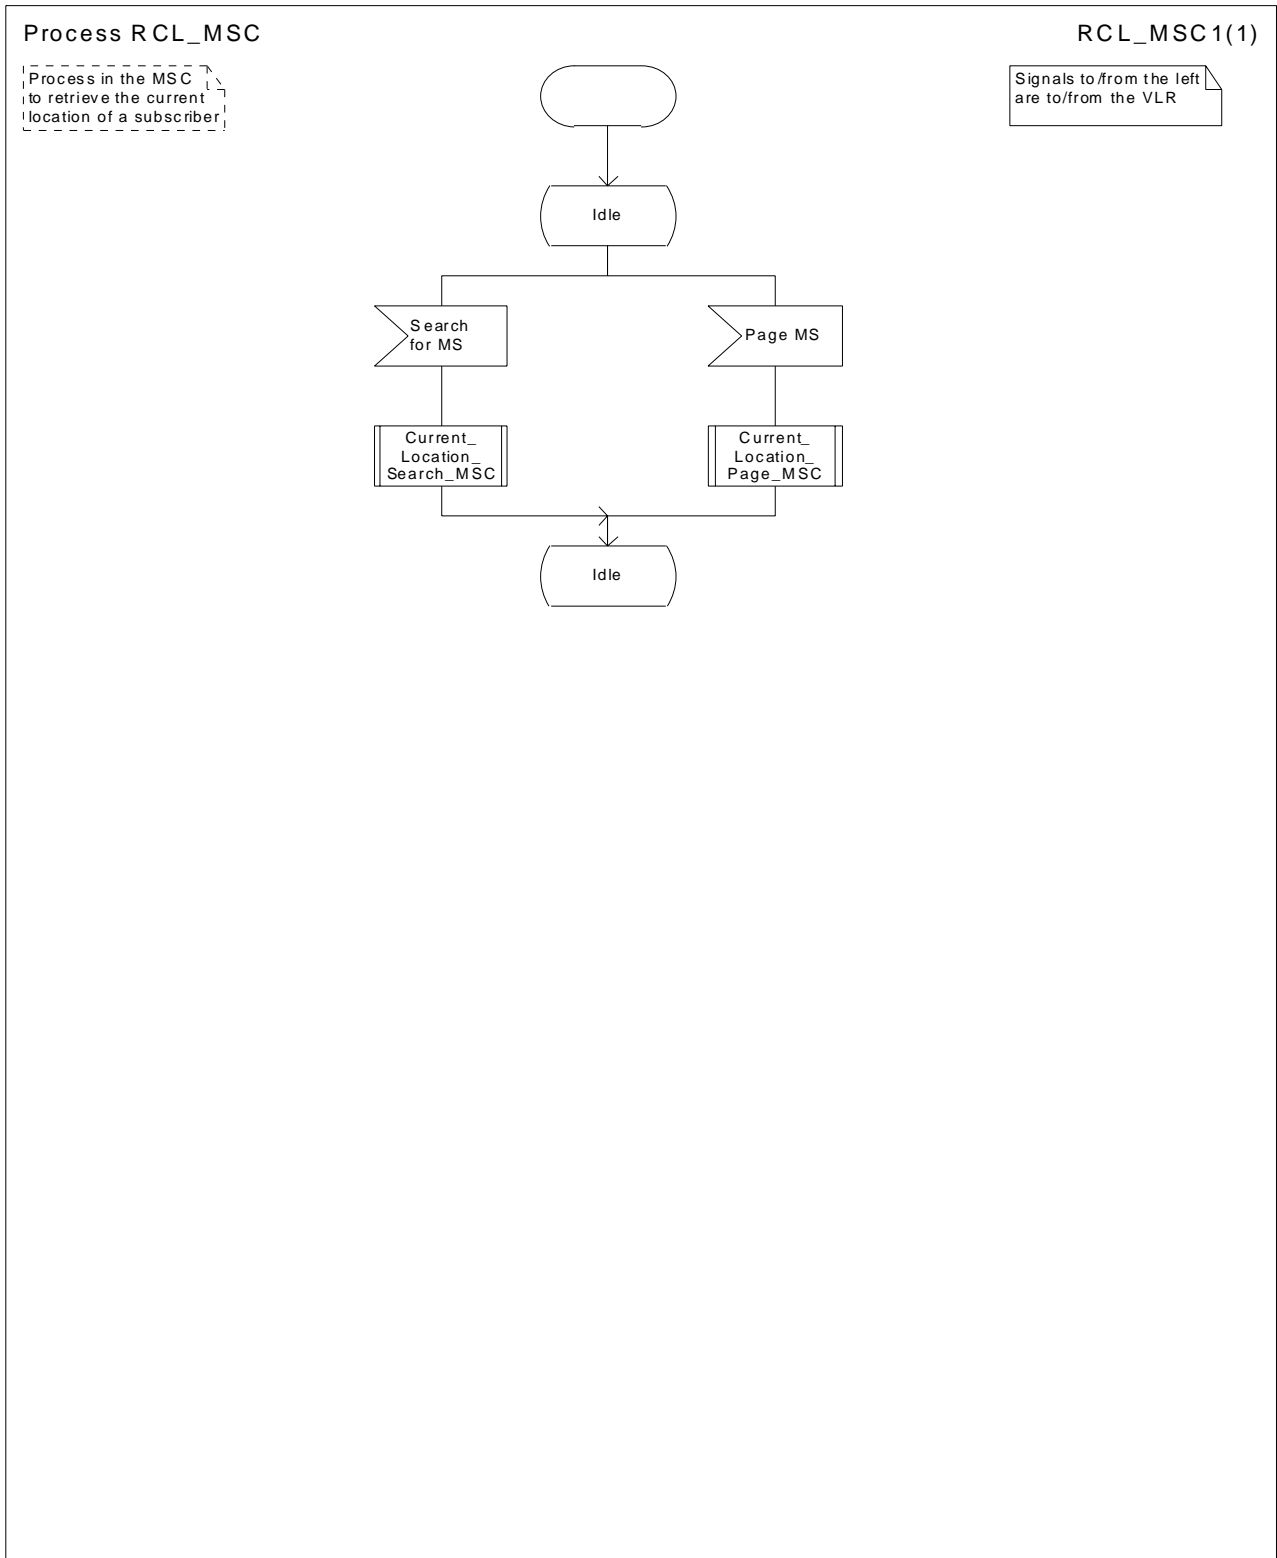 Process RCL_MSC
RCL_MSC1(1)
Process in the MSC
to retrieve the current
location of a subscriber
Signals to/from the left
are to/from the VLR
Idle
Search
for MS
Page MS
Current_
Location_
Search_MSC
Current_
Location_
Page_MSC
Idle